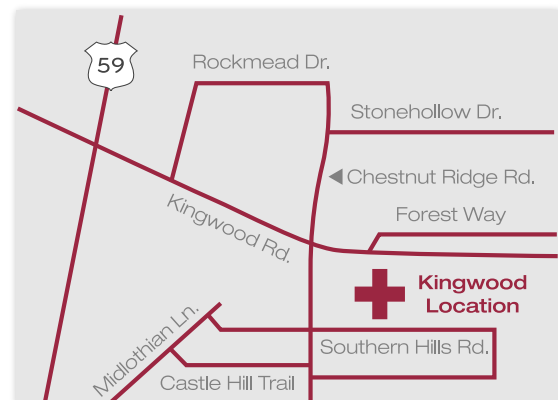 59
Rockmead Dr.
Stonehollow Dr.
Chestnut Ridge Rd.
Kingwood Rd.
Forest Way
Kingwood
Location
Midlothian Ln.
Southern Hills Rd.
Castle Hill Trail